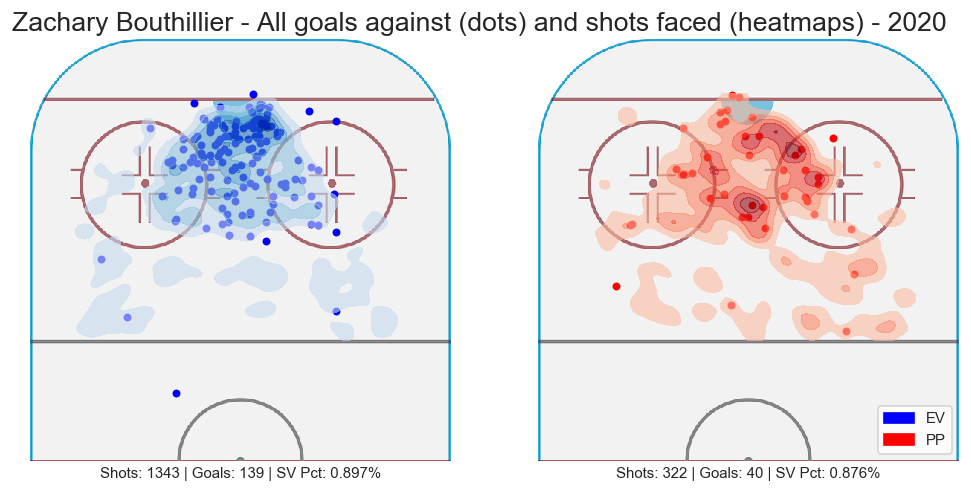 Zachary Bouthillier - All goals against (dots) and shots faced (heatmaps) - 2020
EV
PP
Shots: 1343 | Goals: 139 | SV Pct: 0.897%
Shots: 322 | Goals: 40 | SV Pct: 0.876%